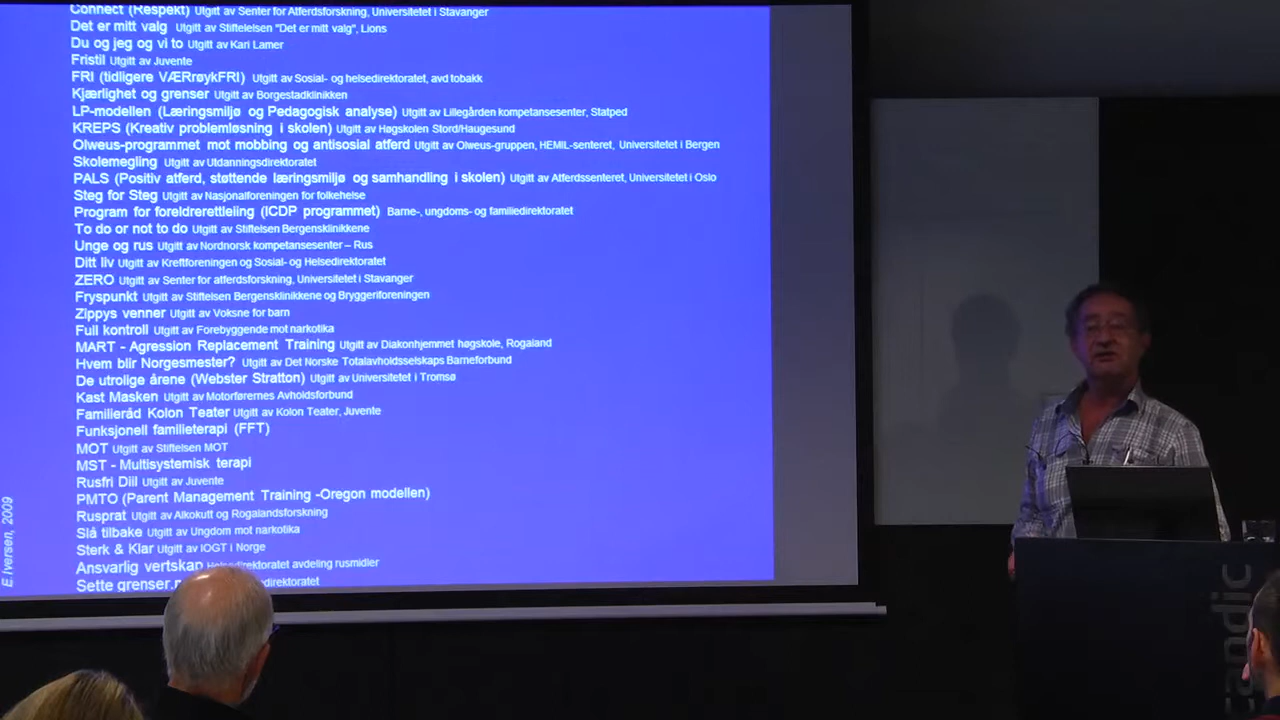 Connect (Respekt) Utgitt av Senter for Atferdsforskning, Universitetet i Stavanger
Det er mitt valg Utgitt av Stiftelelsen "Det er mitt valg", Lions
Du og jeg og vi to Utgitt av Kari Lamer
Fristil Utgitt av Juvente
FRI (tidligere VÆRrøykFRI) Utgitt av Sosial- og helsedirektoratet, avd tobakk
Kjærlighet og grenser Utgitt av Borgestadklinikken
LP-modellen (Læringsmiljø og Pedagogisk analyse) Utgitt av Lillegården kompetansesenter, Statped
KREPS (Kreativ problemløsning i skolen) Utgitt av Høgskolen Stord/Haugesund
Olweus-programmet mot mobbing og antisosial atferd Utgitt av Olweus-gruppen, HEMIL-senteret, Universitetet i Bergen
Skolemegling Utgitt av Utdanningsdirektoratet
PALS (Positiv atferd, støttende læringsmiljø og samhandling i skolen) Utgitt av Atferdssenteret, Universitetet i Oslo
Steg for Steg Utgitt av Nasjonalforeningen for folkehelse
Program for foreldrerettleiing (ICDP programmet) Barne-, ungdoms- og familiedirektoratet
To do or not to do Utgitt av Stiftelsen Bergensklinikkene
Unge og rus Utgitt av Nordnorsk kompetansesenter – Rus
Ditt liv Utgitt av Kreftforeningen og Sosial- og Helsedirektoratet
ZERO Utgitt av Senter for atferdsforskning, Universitetet i Stavanger
Fryspunkt Utgitt av Stiftelsen Bergensklinikkene og Bryggeriforeningen
Zippys venner Utgitt av Voksne for barn
Full kontroll Utgitt av Forebyggende mot narkotika
MART - Agression Replacement Training Utgitt av Diakonhjemmet høgskole, Rogaland
Hvem blir Norgesmester? Utgitt av Det Norske Totalavholdsselskaps Barneforbund
De utrolige årene (Webster Stratton) Utgitt av Universitetet i Tromsø
Kast Masken Utgitt av Motorførernes Avholdsforbund
Familieråd Kolon Teater Utgitt av Kolon Teater, Juvente
Funksjonell familieterapi (FFT)
MOT Utgitt av Stiftelsen MOT
MST - Multisystemisk terapi
Rusfri Diil Utgitt av Juvente
PMTO (Parent Management Training -Oregon modellen)
Rusprat Utgitt av Alkokutt og Rogalandsforskning
Slå tilbake Utgitt av Ungdom mot narkotika
Sterk & Klar Utgitt av IOGT i Norge
Ansvarlig vertskap Helsedirektoratet avdeling rusmidler
Sette grenser
E. Iversen, 2009
candic